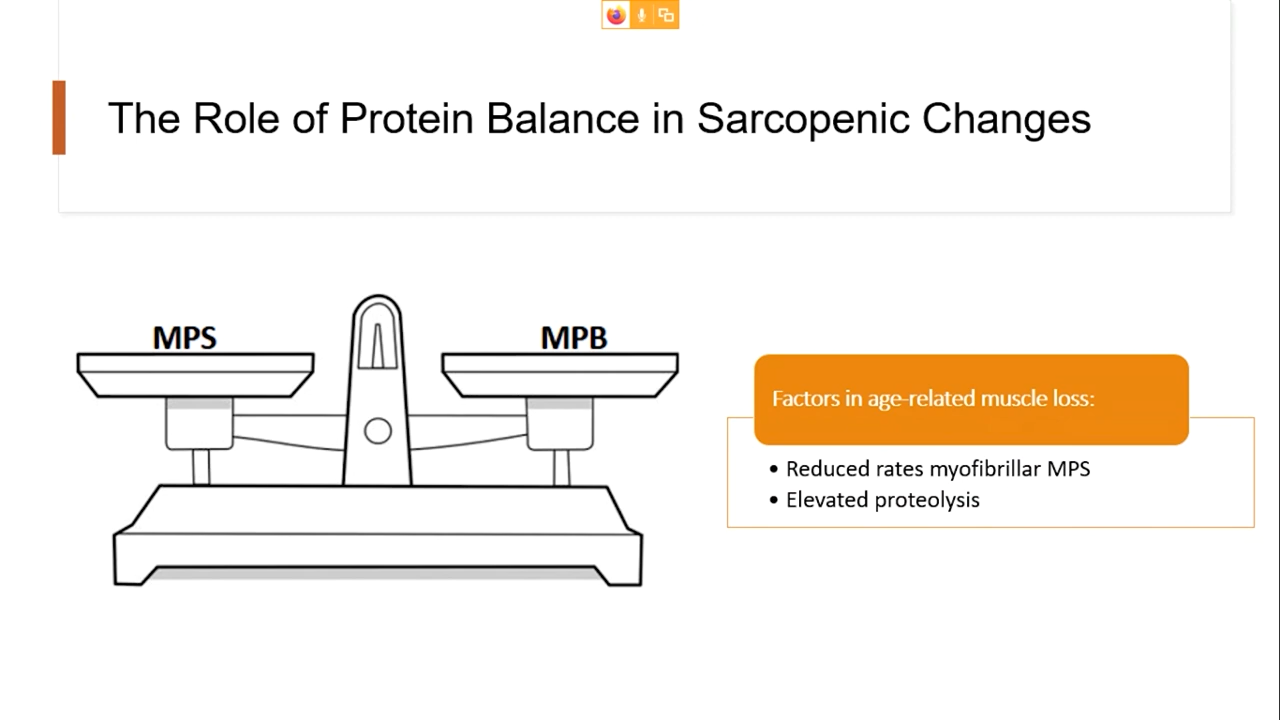 The Role of Protein Balance in Sarcopenic Changes
MPS
MPB
Factors in age-related muscle loss:
• Reduced rates myofibrillar MPS
• Elevated proteolysis